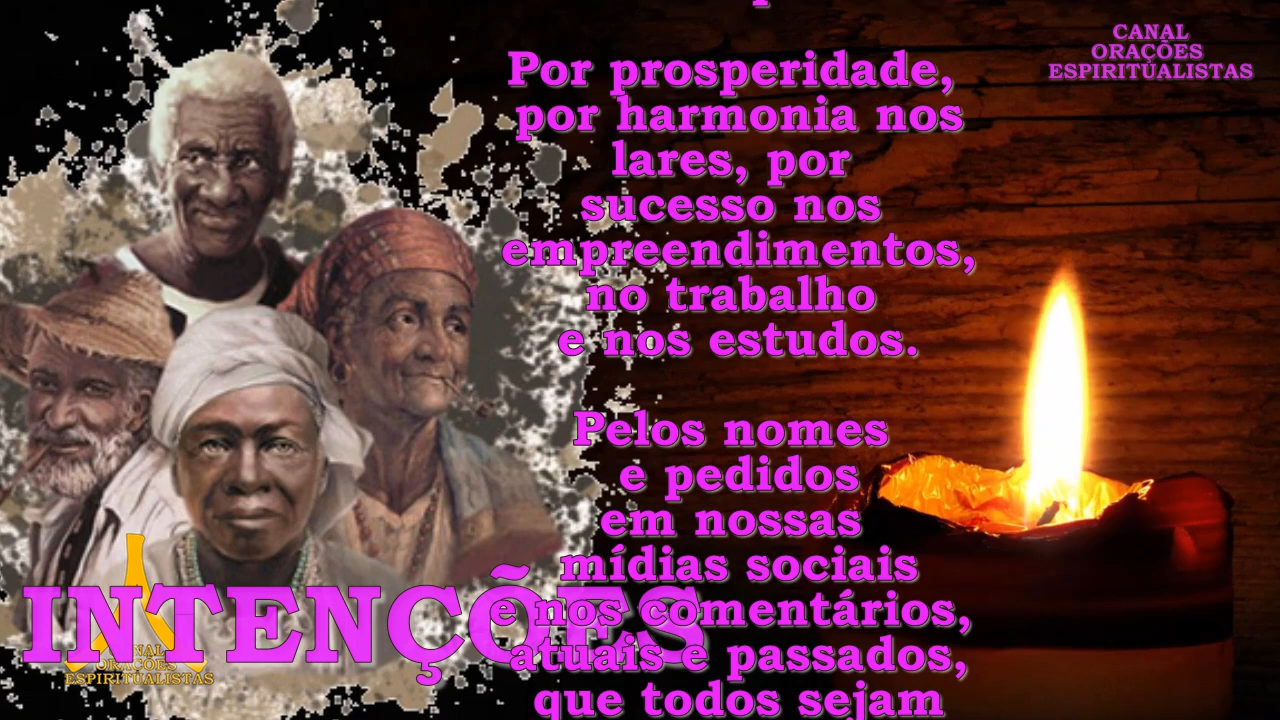 CANAL
ORAÇÕES
ESPIRITUALISTAS
Por prosperidade,
por harmonia nos
lares, por
sucesso nos
empreendimentos,
no trabalho
e nos estudos.
Pelos nomes
e pedidos
em nossas
mídias sociais
e nos comentários,
atuais e passados,
que todos sejam
INTENÇÕES
CANAL
ORAÇÕES
ESPIRITUALISTAS